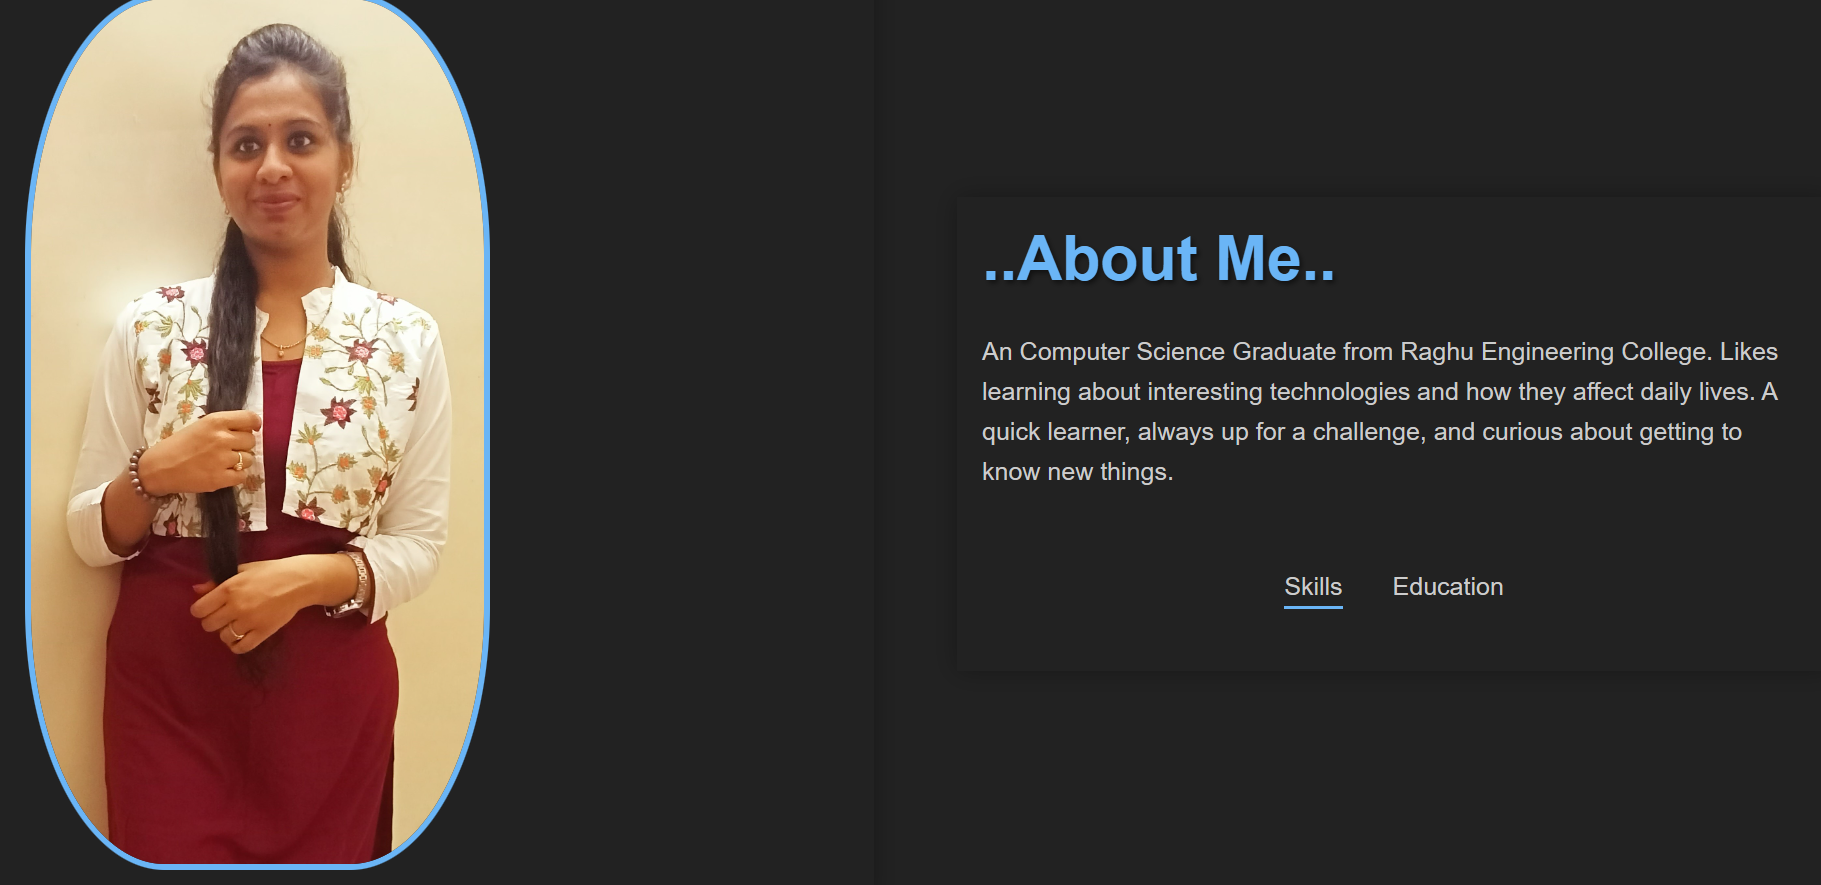 ..About Me..
An Computer Science Graduate from Raghu Engineering College. Likes
learning about interesting technologies and how they affect daily lives. A
quick learner, always up for a challenge, and curious about getting to
know new things.
Skills Education